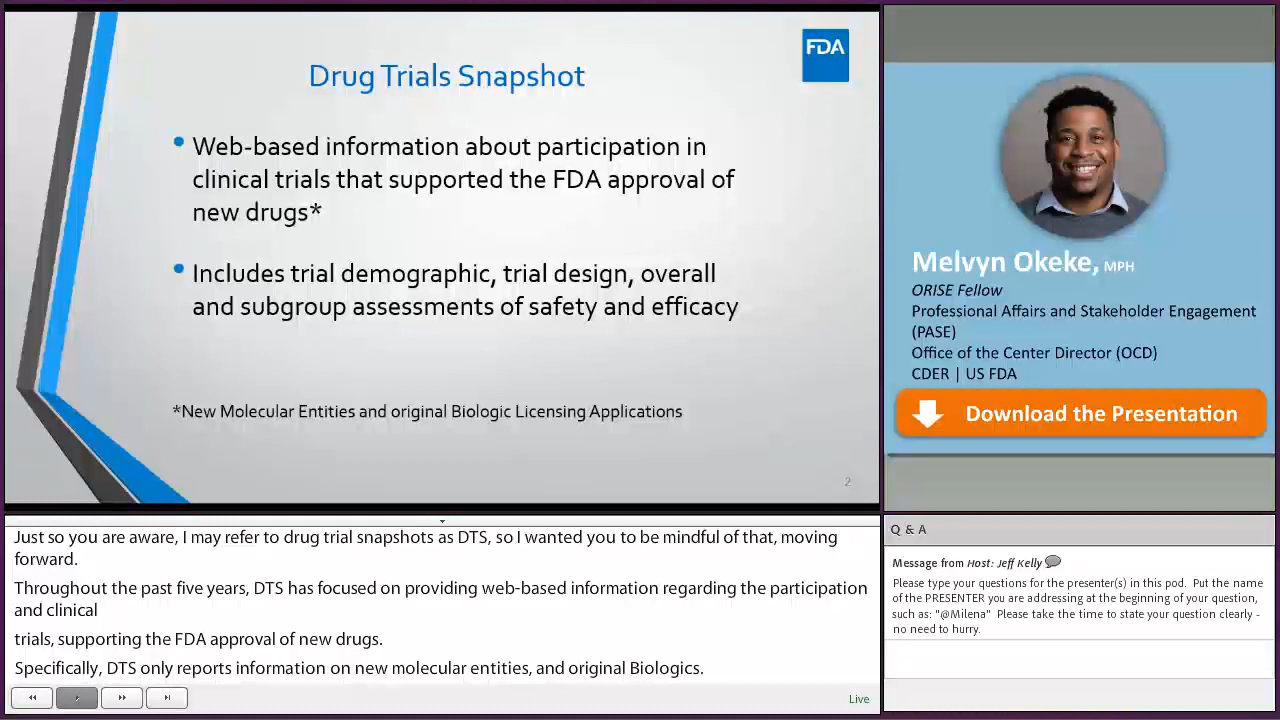 FDA
Drug Trials Snapshot
Web-based information about participation in
clinical trials that supported the FDA approval of
new drugs*
Includes trial demographic, trial design, overall
and subgroup assessments of safety and efficacy
*New Molecular Entities and original Biologic Licensing Applications
2
Melvyn Okeke, MPH
ORISE Fellow
Professional Affairs and Stakeholder Engagement
(PASE)
Office of the Center Director (OCD)
CDER | US FDA
Download the Presentation
Just so you are aware, I may refer to drug trial snapshots as DTS, so I wanted you to be mindful of that, moving
forward.
Throughout the past five years, DTS has focused on providing web-based information regarding the participation
and clinical
trials, supporting the FDA approval of new drugs.
Specifically, DTS only reports information on new molecular entities, and original Biologics.
Live
Q & A
Message from Host: Jeff Kelly
Please type your questions for the presenter(s) in this pod. Put the name
of the PRESENTER you are addressing at the beginning of your question,
such as: "@Milena" Please take the time to state your question clearly -
no need to hurry.